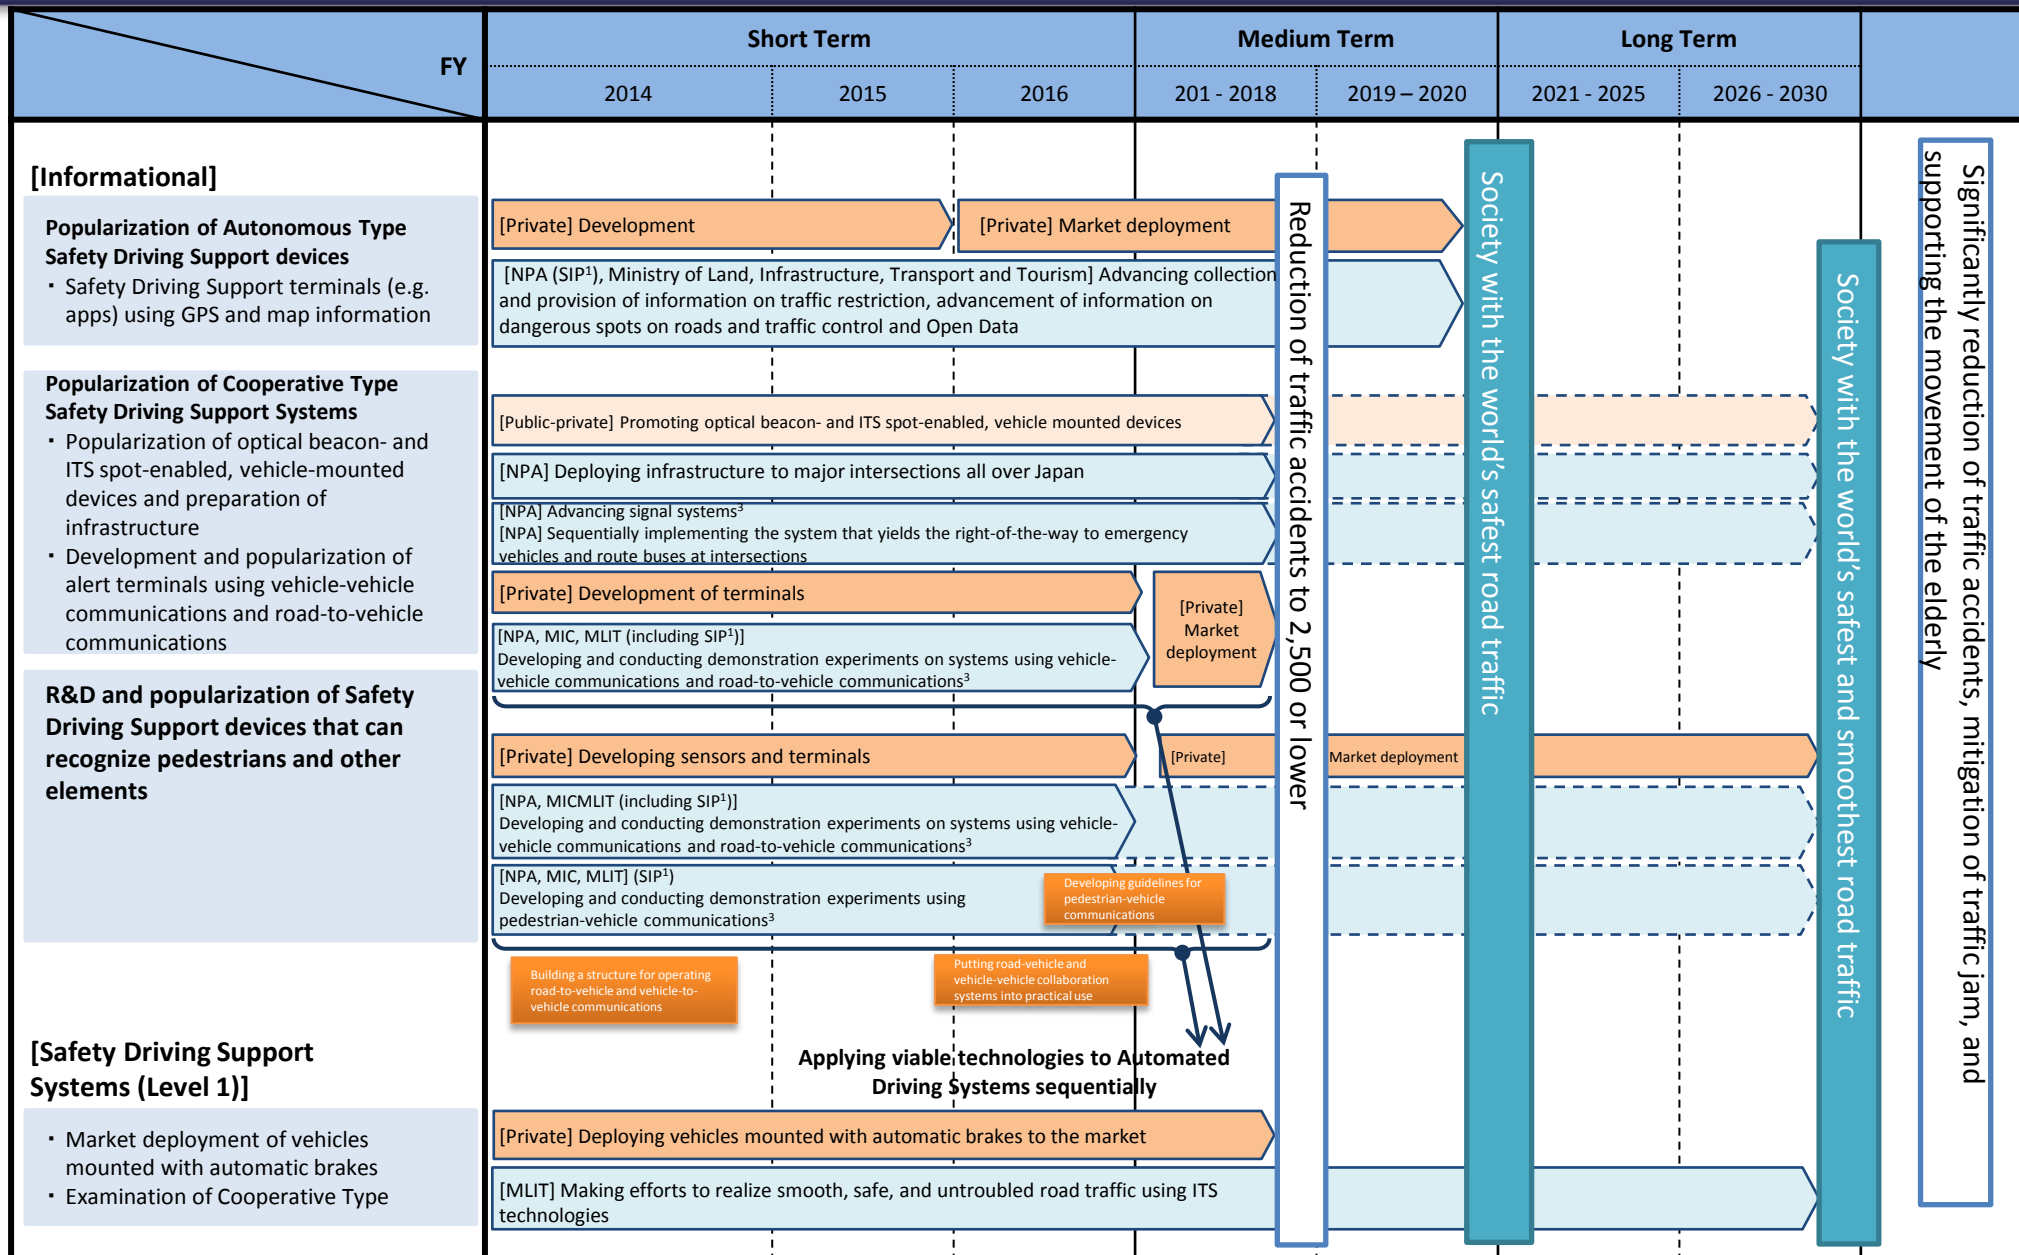 FY
Short Term
Medium Term
Long Term
2014
2015
2016
201 - 2018
2019 – 2020
2021 - 2025
2026 - 2030
[Informational]
Popularization of Autonomous Type
Safety Driving Support devices
・ Safety Driving Support terminals (e.g.
apps) using GPS and map information
[Private] Development
[Private] Market deployment
[NPA (SIP¹), Ministry of Land, Infrastructure, Transport and Tourism] Advancing collection
and provision of information on traffic restriction, advancement of information on
dangerous spots on roads and traffic control and Open Data
Popularization of Cooperative Type
Safety Driving Support Systems
・ Popularization of optical beacon- and
ITS spot-enabled, vehicle-mounted
devices and preparation of
infrastructure
・ Development and popularization of
alert terminals using vehicle-vehicle
communications and road-to-vehicle
communications
[Public-private] Promoting optical beacon- and ITS spot-enabled, vehicle mounted devices
[NPA] Deploying infrastructure to major intersections all over Japan
[NPA] Advancing signal systems³
[NPA] Sequentially implementing the system that yields the right-of-the-way to emergency
vehicles and route buses at intersections
[Private] Development of terminals
[Private]
Market
deployment
[NPA, MIC, MLIT (including SIP¹)]
Developing and conducting demonstration experiments on systems using vehicle-
vehicle communications and road-to-vehicle communications³
R&D and popularization of Safety
Driving Support devices that can
recognize pedestrians and other
elements
[Private] Developing sensors and terminals
[Private]
Market deployment
[NPA, MICMLIT (including SIP¹)]
Developing and conducting demonstration experiments on systems using vehicle-
vehicle communications and road-to-vehicle communications³
[NPA, MIC, MLIT] (SIP¹)
Developing and conducting demonstration experiments using
pedestrian-vehicle communications³
Developing guidelines for
pedestrian-vehicle
communications
Building a structure for operating
road-to-vehicle and vehicle-to-
vehicle communications
Putting road-vehicle and
vehicle-vehicle collaboration
systems into practical use
Applying viable technologies to Automated
Driving Systems sequentially
[Safety Driving Support
Systems (Level 1)]
・ Market deployment of vehicles
mounted with automatic brakes
・ Examination of Cooperative Type
[Private] Deploying vehicles mounted with automatic brakes to the market
[MLIT] Making efforts to realize smooth, safe, and untroubled road traffic using ITS
technologies
Reduction of traffic accidents to 2,500 or lower
Society with the world's safest road traffic
Society with the world's safest and smoothest road traffic
Significantly reduction of traffic accidents, mitigation of traffic jam, and
supporting the movement of the elderly